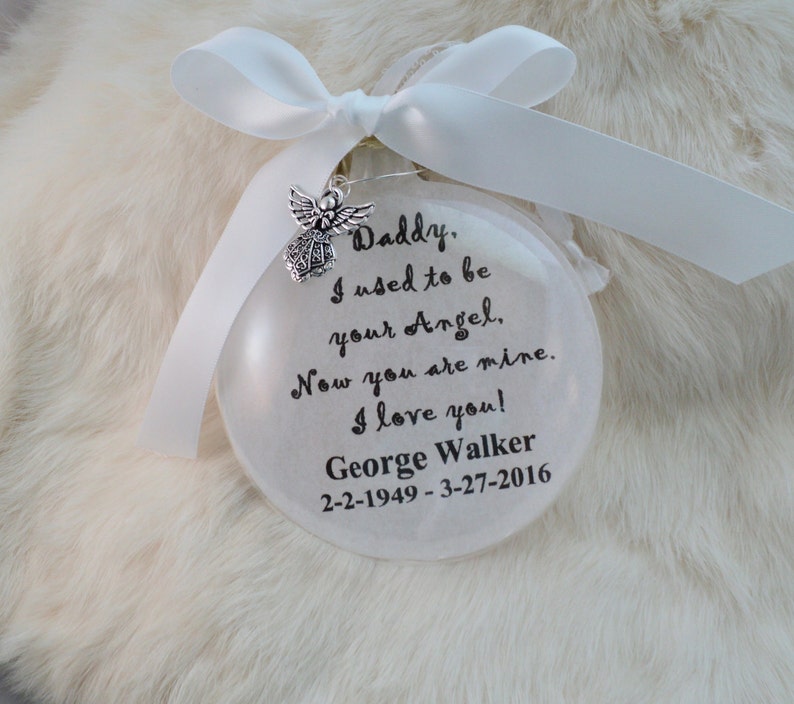 Daddy,
I used to be
your Angel,
Now you are mine.
I love you!
George Walker
2-2-1949 - 3-27-2016